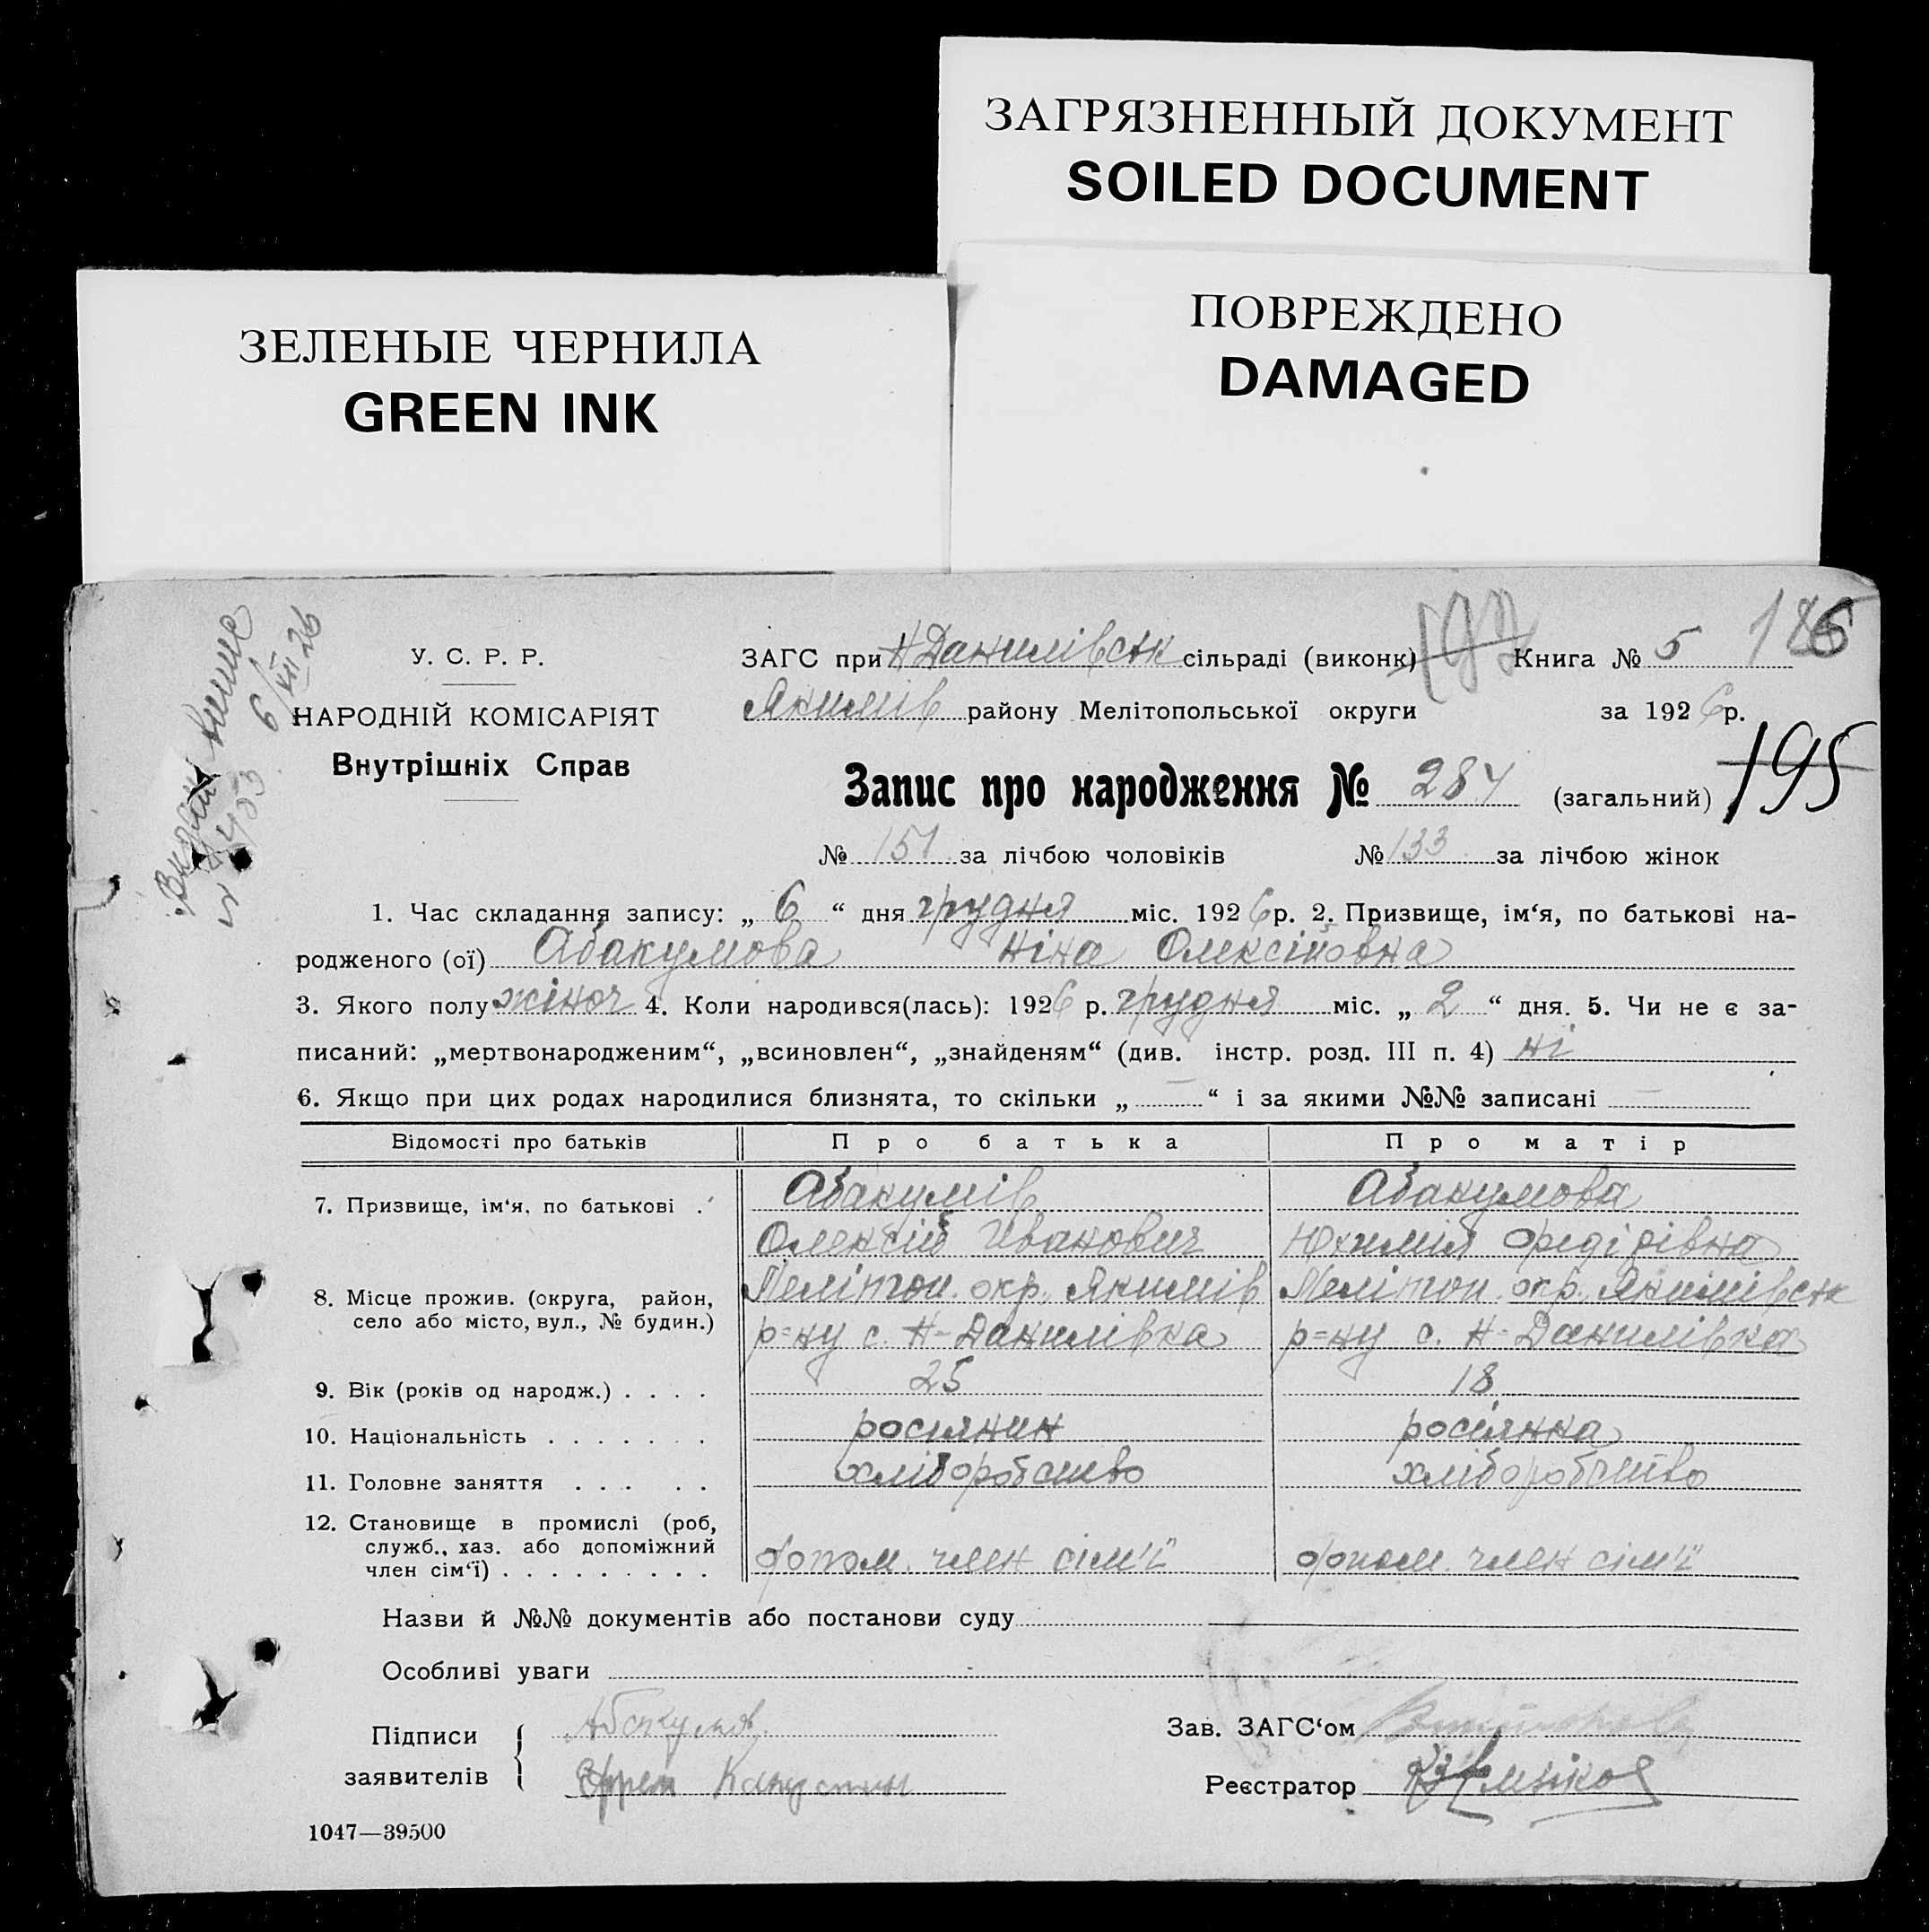 ЗАГРЯЗНЕННЫЙ ДОКУМЕНТ
SOILED DOCUMENT
ПОВРЕЖДЕНО
DAMAGED
ЗЕЛЕНЫЕ ЧЕРНИЛА
GREEN INK
6/XII 26
186
У. С. Р. Р.
ЗАГС при Н Данилівськ сільраді (виконк) Книга № 5
НАРОДНІЙ КОМІСАРІЯТ
Якимів району Мелітопольської округи за 1926 р.
Внутрішніх Справ
195
Запис про народження № 284 (загальний)
№ 151 за лічбою чоловіків № 133 за лічбою жінок
1. Час складання запису: „ 6 “ дня грудня міс. 1926 р. 2. Призвище, ім‘я, по батькові на-
родженого (ої) Абакумова Ніна Олексіївна
3. Якого полу жіноч 4. Коли народився(лась): 1926 р. грудня міс. „ 2 “ дня. 5. Чи не є за-
писаний: „мертвонародженим“, „всиновлен“, „знайденям“ (див. інстр. розд. III п. 4) ні
6. Якщо при цих родах народилися близнята, то скільки „ — “ і за якими №№ записані —
Відомості про батьків Про батька Про матір
7. Призвище, ім‘я, по батькові . Абакумів Абакумова
Олексій Иванович Юхимія Федірівна
8. Місце прожив. (округа, район, Мелітоп. окр. Якимів Мелітоп. окр. Якимівськ
село або місто, вул., № будин.) р=ну с. Н-Данилівка р=ну с. Н-Данилівка
9. Вік (років од народж.) . . . . 25 18
10. Національність . . . . . . . росіянин росіянка
11. Головне заняття . . . . . хліборобство хліборобство
12. Становище в промислі (роб,
служб., хаз. або допоміжний
член сім‘ї) . . . . . . . . . допом. член сім'ї допом. член сім'ї
Назви й №№ документів або постанови суду
Особливі уваги
Підписи Абакумов Зав. ЗАГС‘ом
заявителів Ефрем Капустин Реєстратор
1047—39500